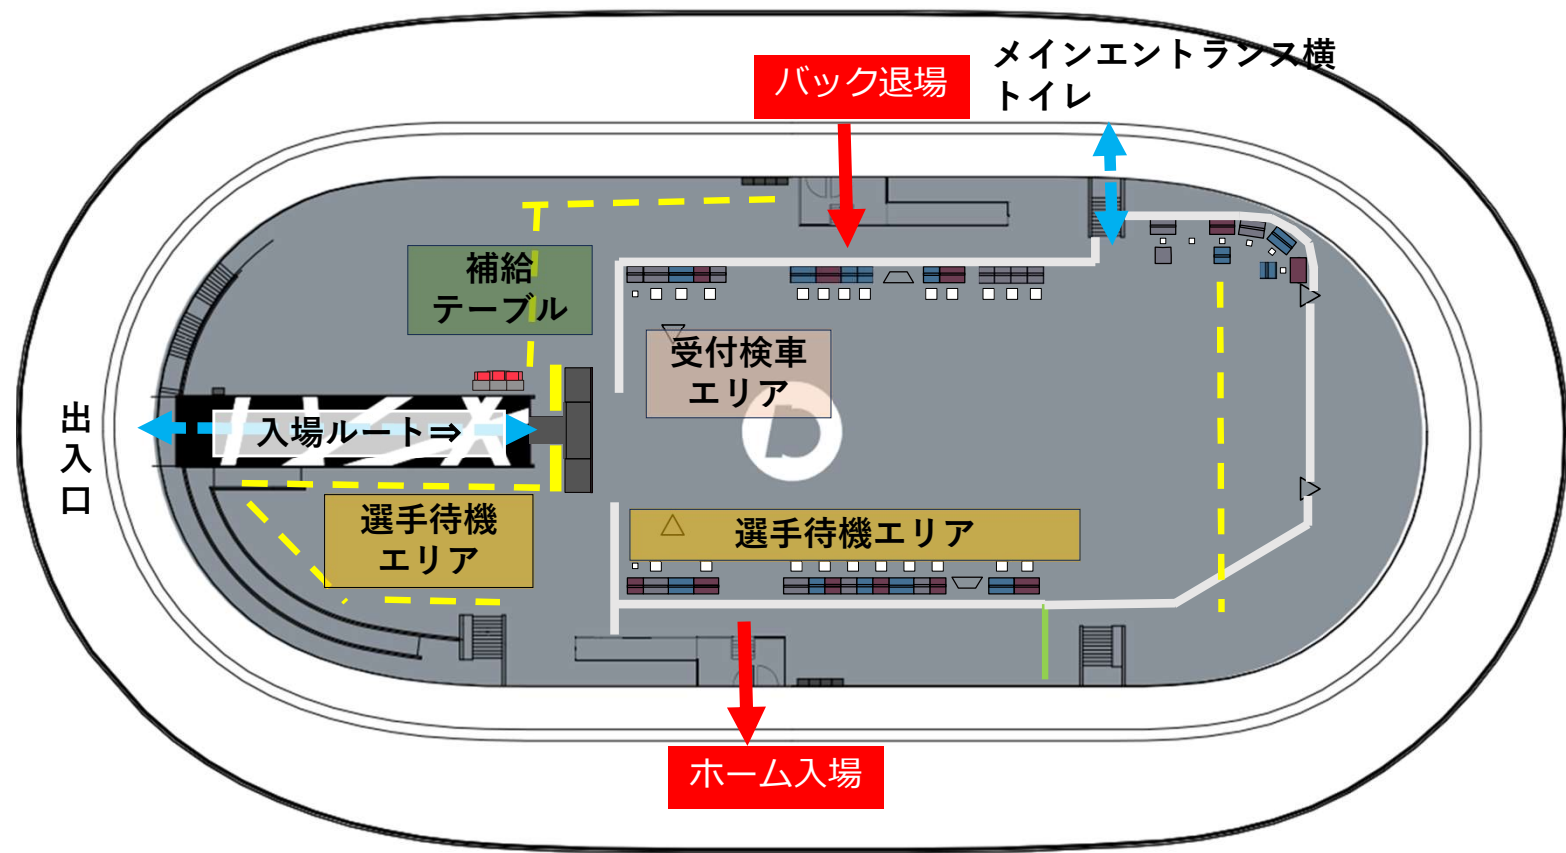 メインエントランス横
トイレ
バック退場
補給
テーブル
受付検車
エリア
出入口
入場ルート⇒
選手待機
エリア
選手待機エリア
ホーム入場